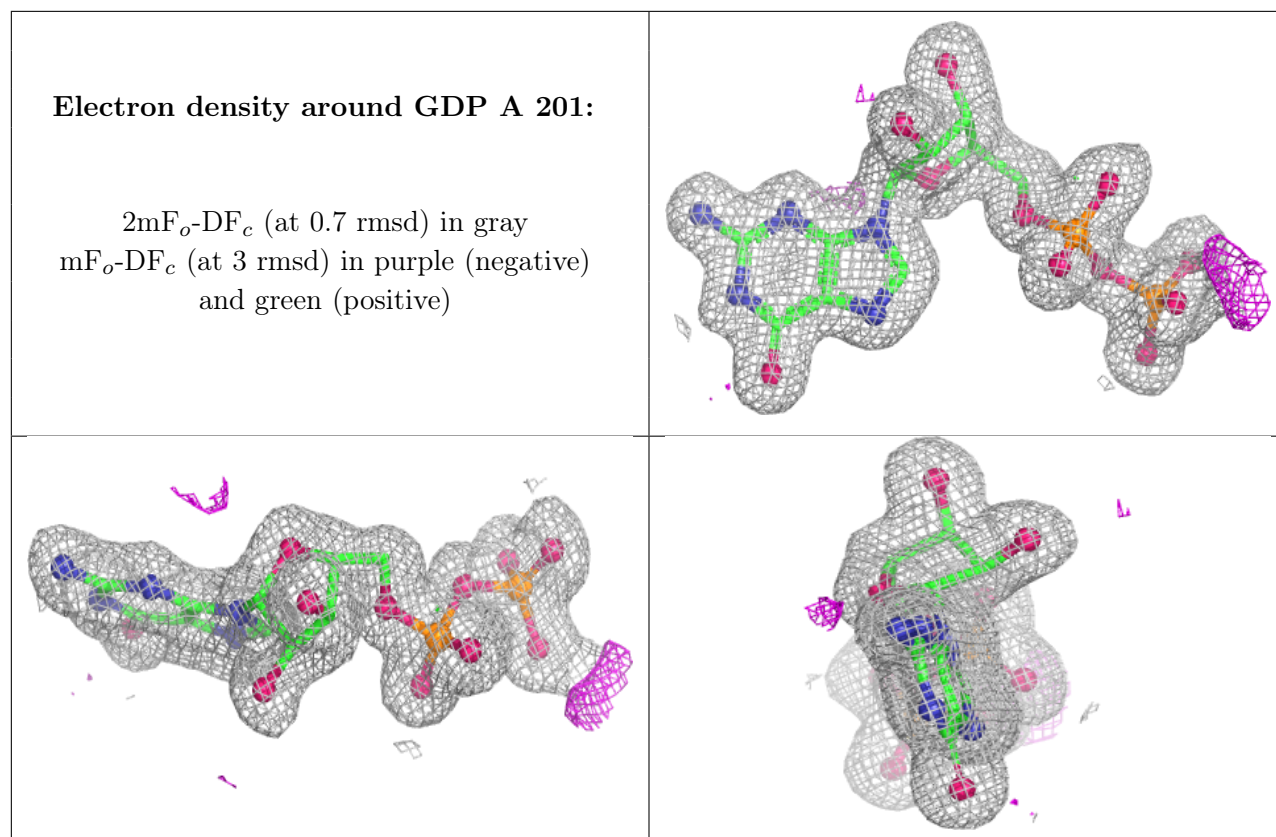 Electron density around GDP A 201:
2mFo-DFc (at 0.7 rmsd) in gray
mFo-DFc (at 3 rmsd) in purple (negative)
and green (positive)